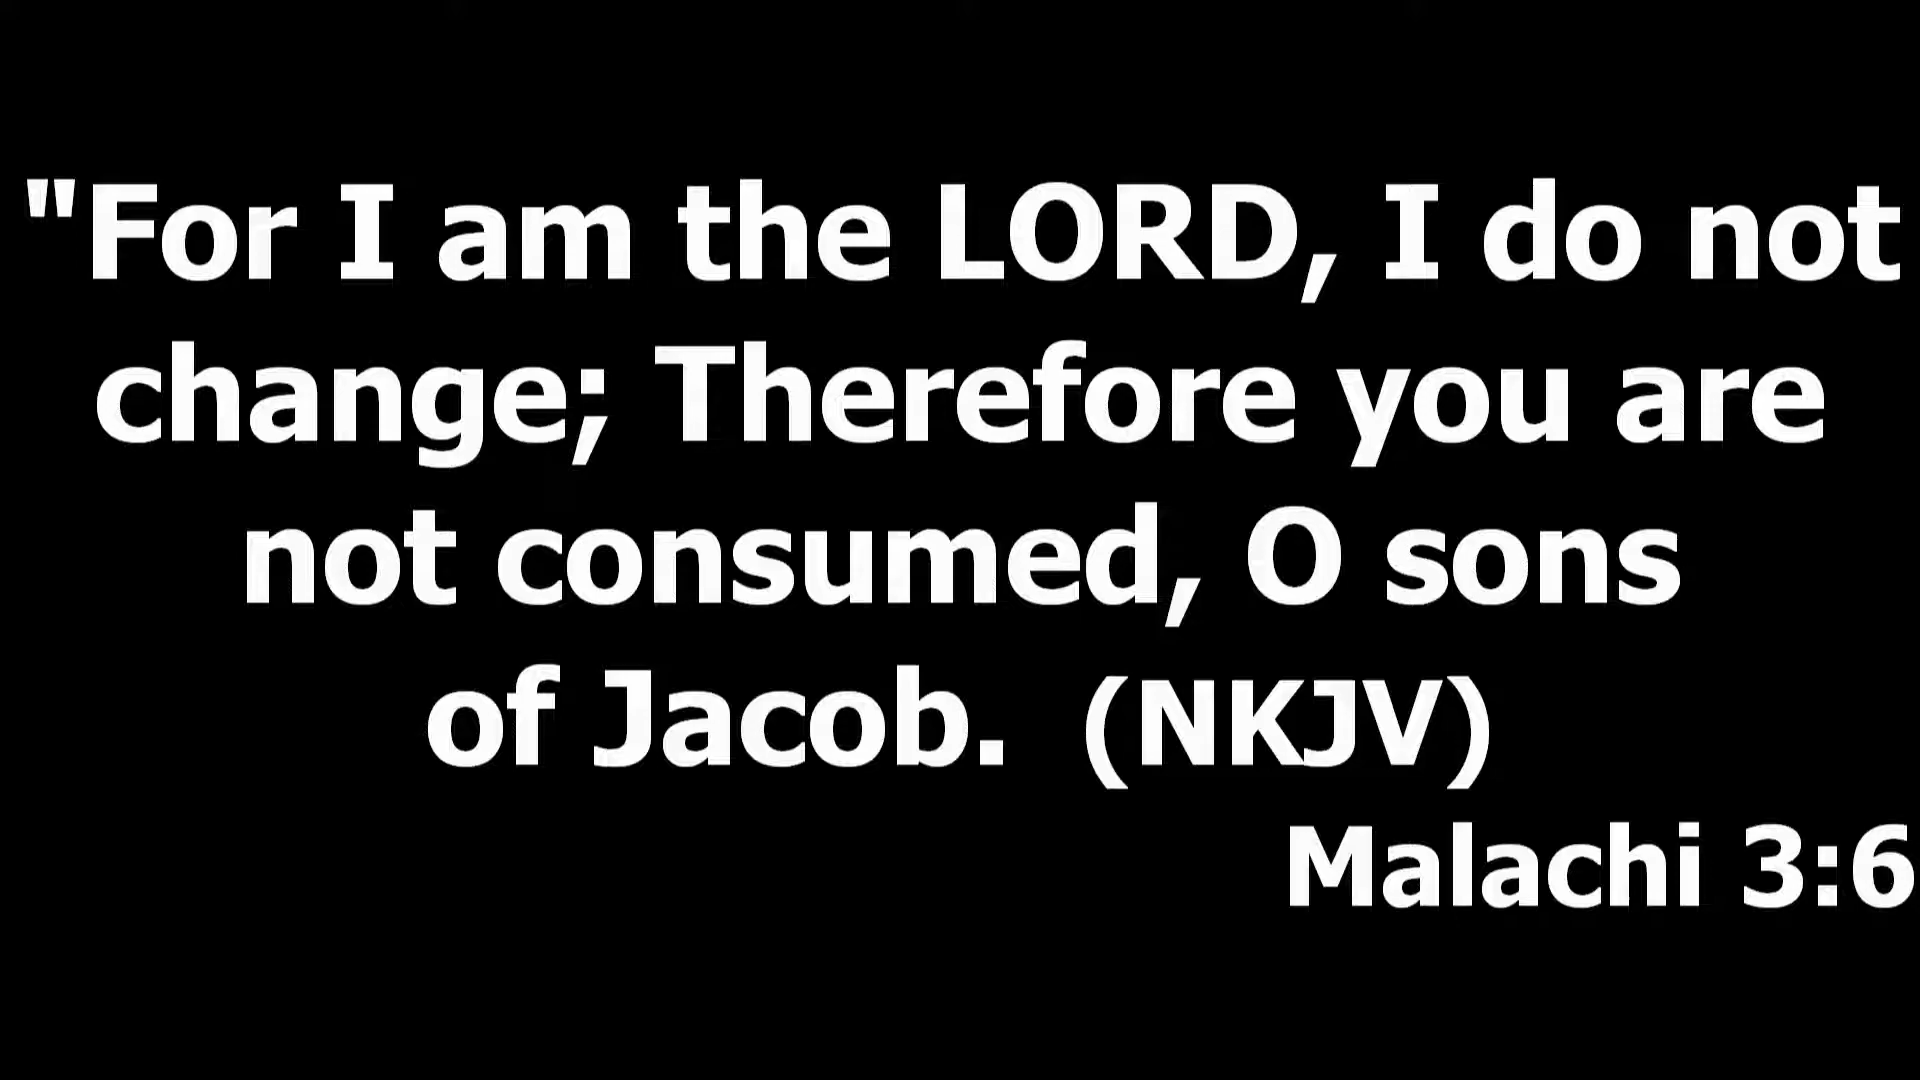 "For I am the LORD, I do not
change; Therefore you are
not consumed, O sons
of Jacob.  (NKJV)
Malachi 3:6